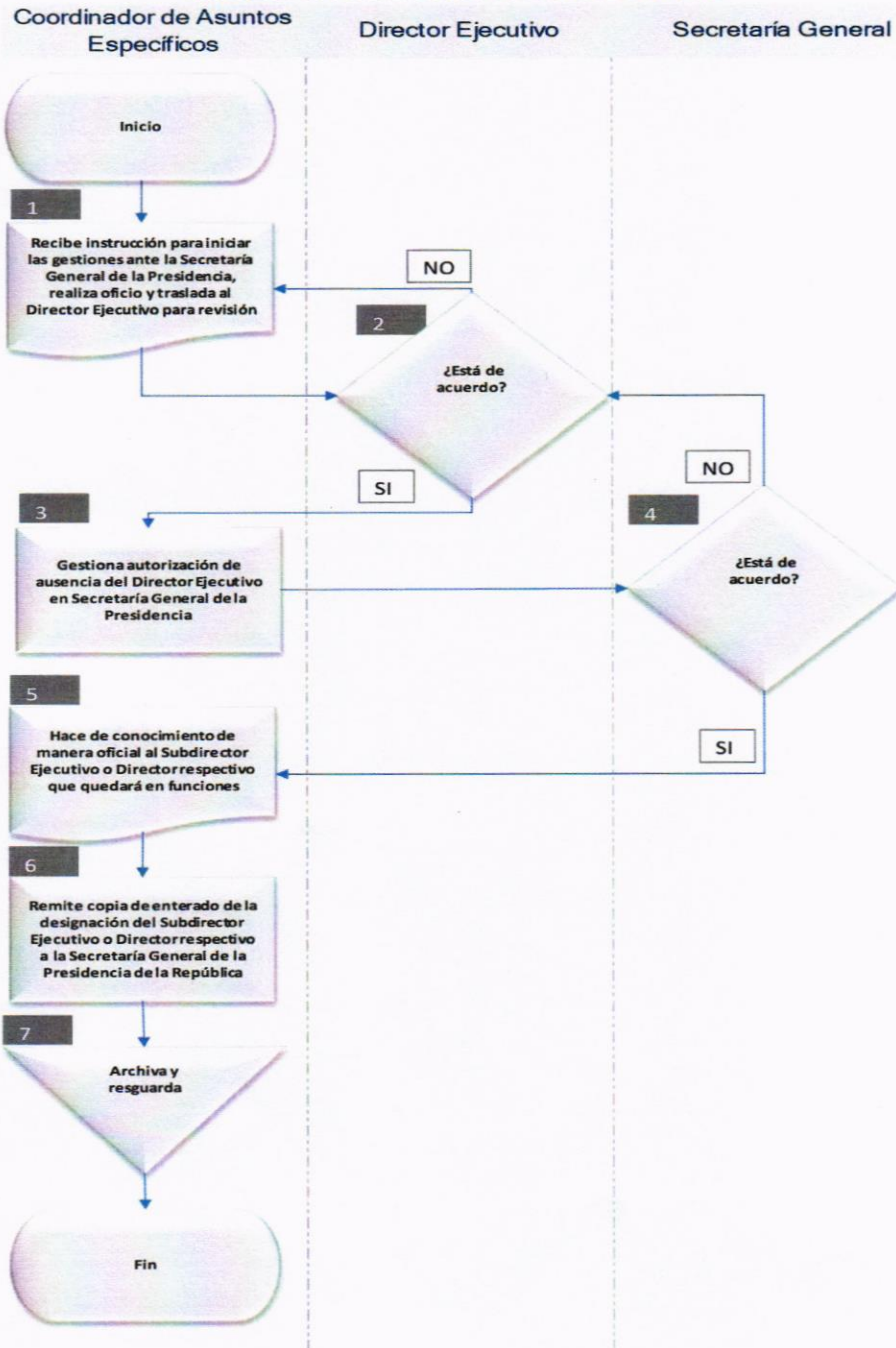 Coordinador de Asuntos
Específicos
Director Ejecutivo
Secretaría General
Inicio
1
Recibe instrucción para iniciar
las gestiones ante la Secretaría
General de la Presidencia,
realiza oficio y traslada al
Director Ejecutivo para revisión
NO
2
¿Está de
acuerdo?
SI
NO
3
Gestiona autorización de
ausencia del Director Ejecutivo
en Secretaría General de la
Presidencia
4
¿Está de
acuerdo?
SI
5
Hace de conocimiento de
manera oficial al Subdirector
Ejecutivo o Director respectivo
que quedará en funciones
6
Remite copia de enterado de la
designación del Subdirector
Ejecutivo o Director respectivo
a la Secretaría General de la
Presidencia de la República
7
Archiva y
resguarda
Fin